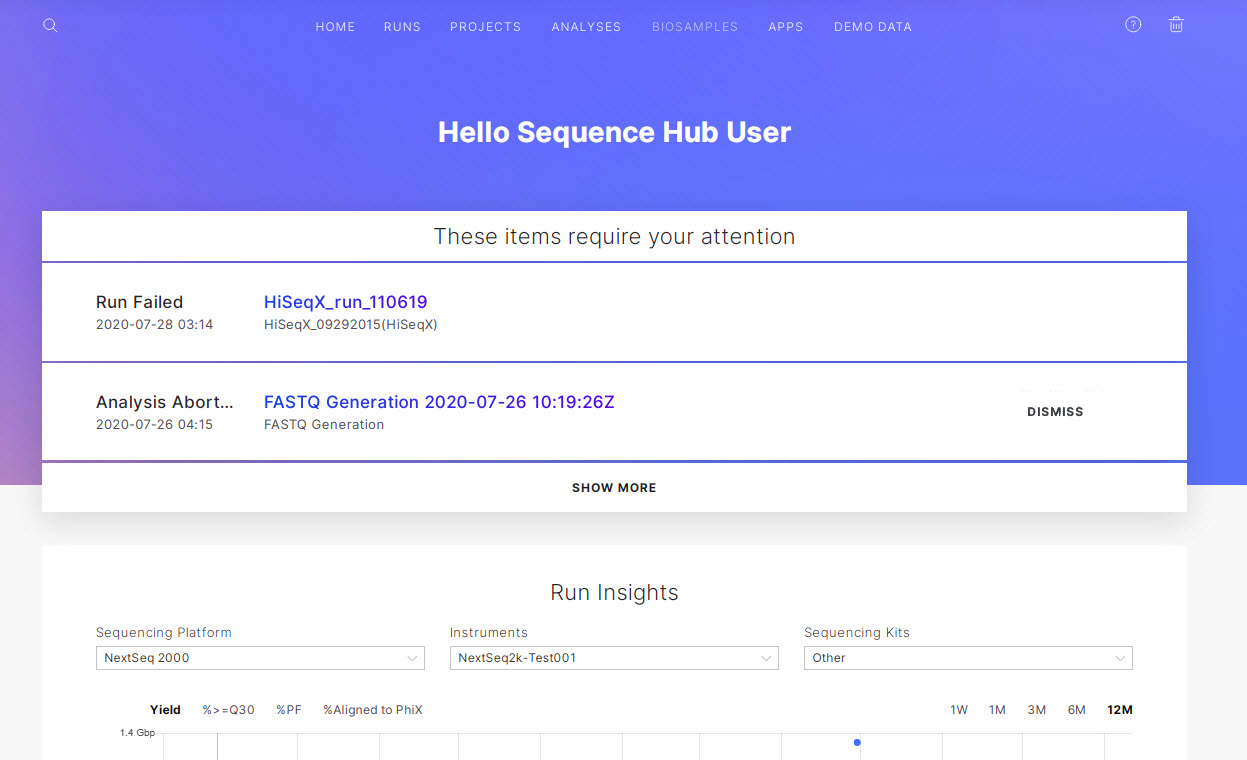 HOME RUNS PROJECTS ANALYSES BIOSAMPLES APPS DEMO DATA
Hello Sequence Hub User
These items require your attention
Run Failed HiSeqX_run_110619
2020-07-28 03:14 HiSeqX_09292015(HiSeqX)
Analysis Abort... FASTQ Generation 2020-07-26 10:19:26Z
2020-07-26 04:15 FASTQ Generation
DISMISS
SHOW MORE
Run Insights
Sequencing Platform Instruments Sequencing Kits
NextSeq 2000 NextSeq2k-Test001 Other
Yield %>=Q30 %PF %Aligned to PhiX 1W 1M 3M 6M 12M
1.4 Gbp